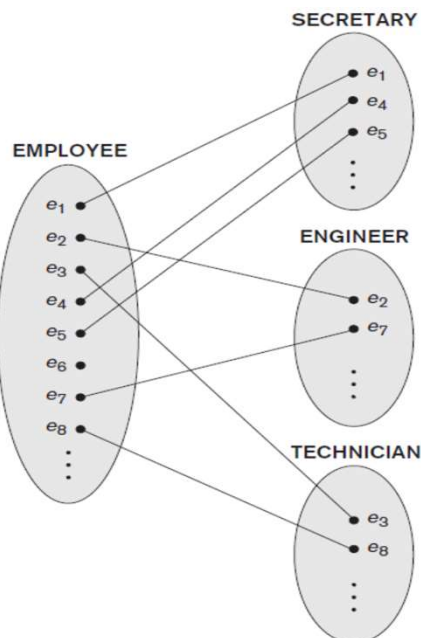 SECRETARY
e1
e4
e5
EMPLOYEE
e1
e2
e3
e4
e5
e6
e7
e8
ENGINEER
e2
e7
TECHNICIAN
e3
e8